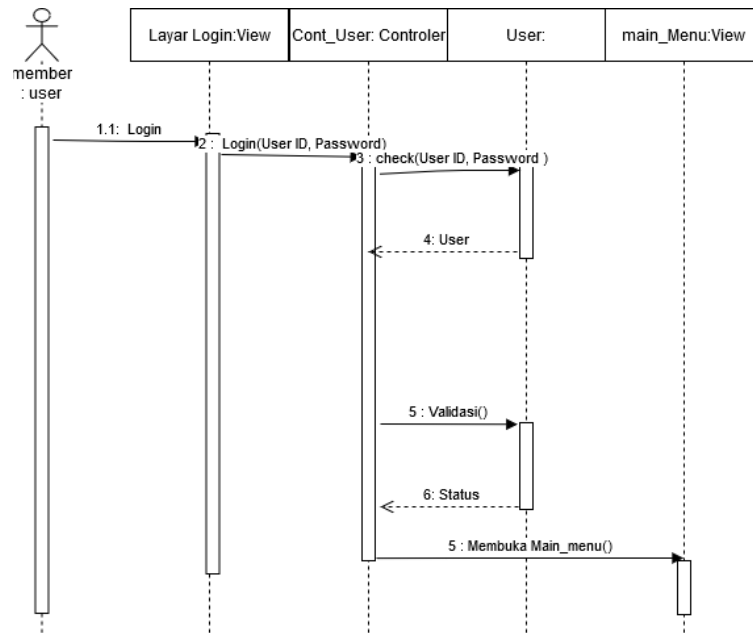 Layar Login:View
Cont_User: Controler
User:
main_Menu:View
member
: user
1.1: Login
2 : Login(User ID, Password)
3 : check(User ID, Password )
4: User
5 : Validasi()
6: Status
5 : Membuka Main_menu()